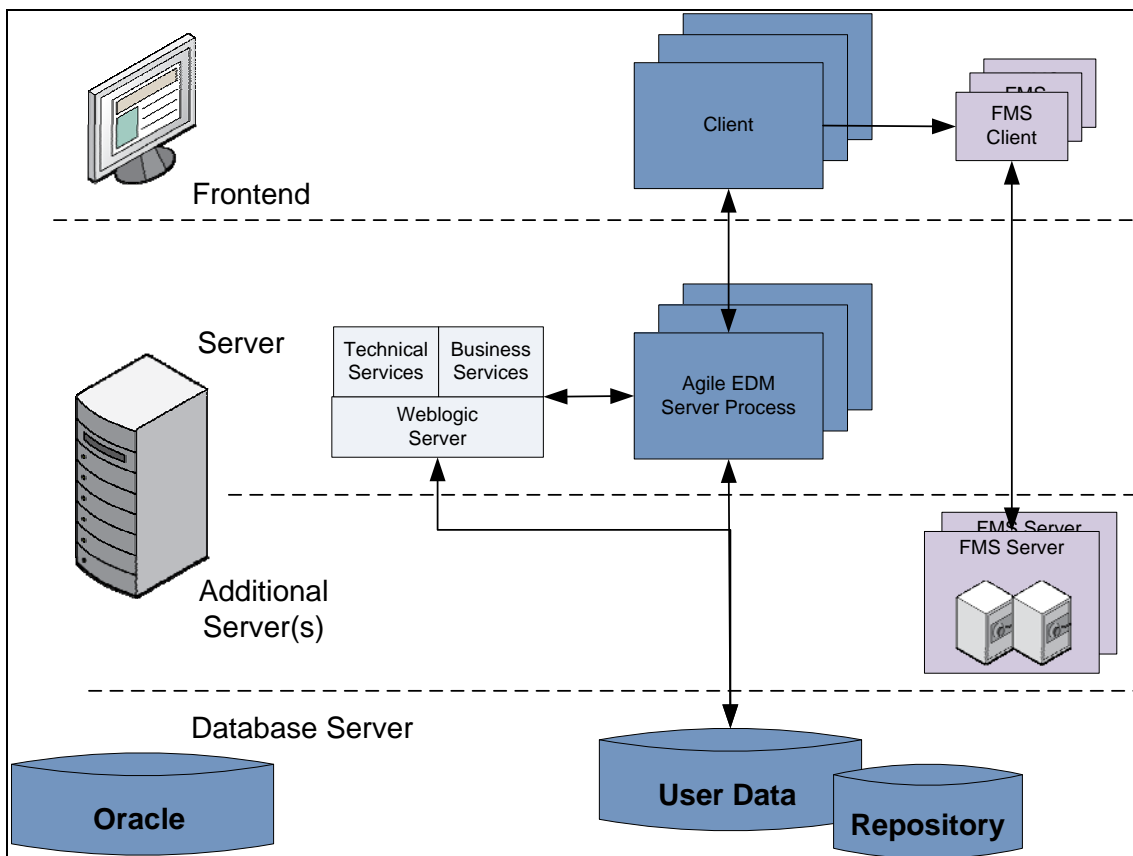 Frontend
Client
FMS
FMS
Client
Server
Technical
Services
Business
Services
Weblogic
Server
Agile EDM
Server Process
Additional
Server(s)
FMS Server
FMS Server
Database Server
Oracle
User Data
Repository